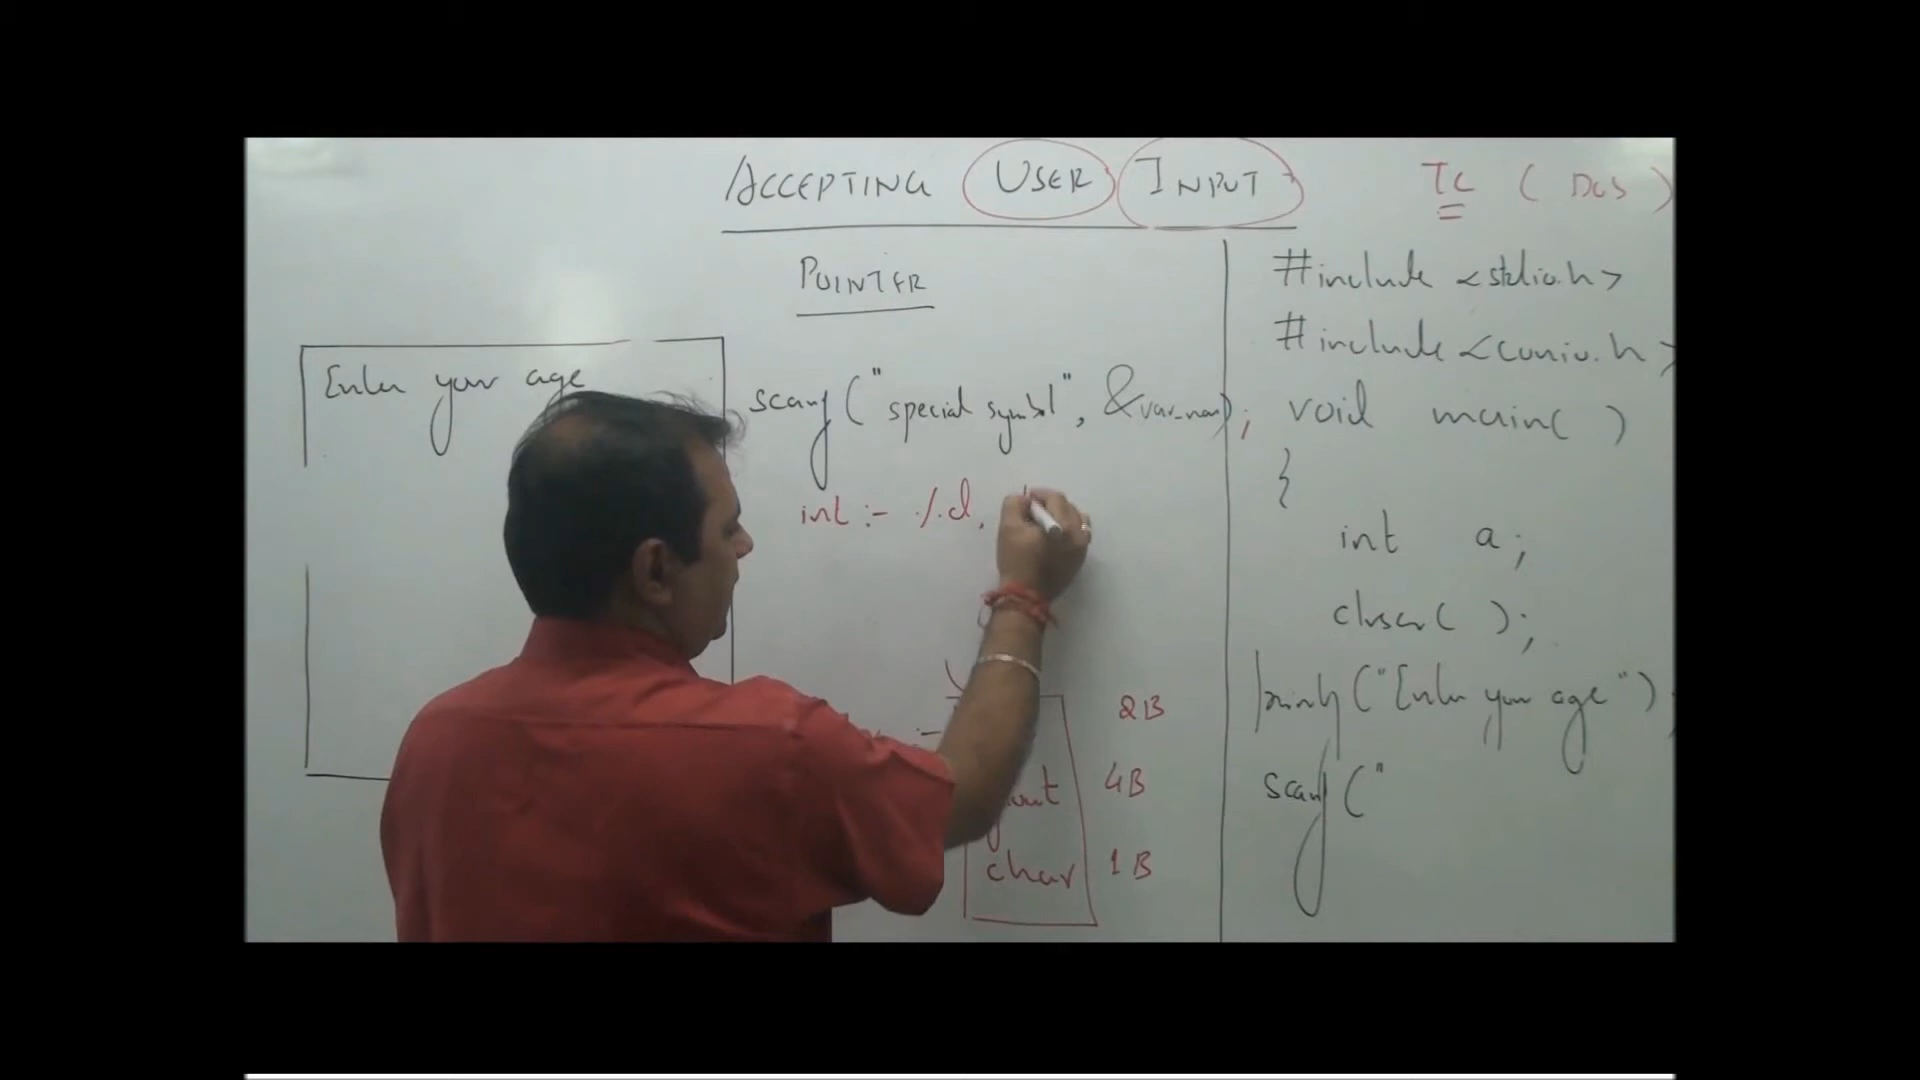 ACCEPTING USER INPUT
TC ( DOS )
POINTER
Enter your age
scanf ( " special symbol ", &var_nam ) ;
int :- %d,
2B
4B
char 1B
#include <stdio.h>
#include <conio.h>
void main( )
{
int a ;
clrscr( ) ;
printf ( "Enter your age " )
scanf ( "